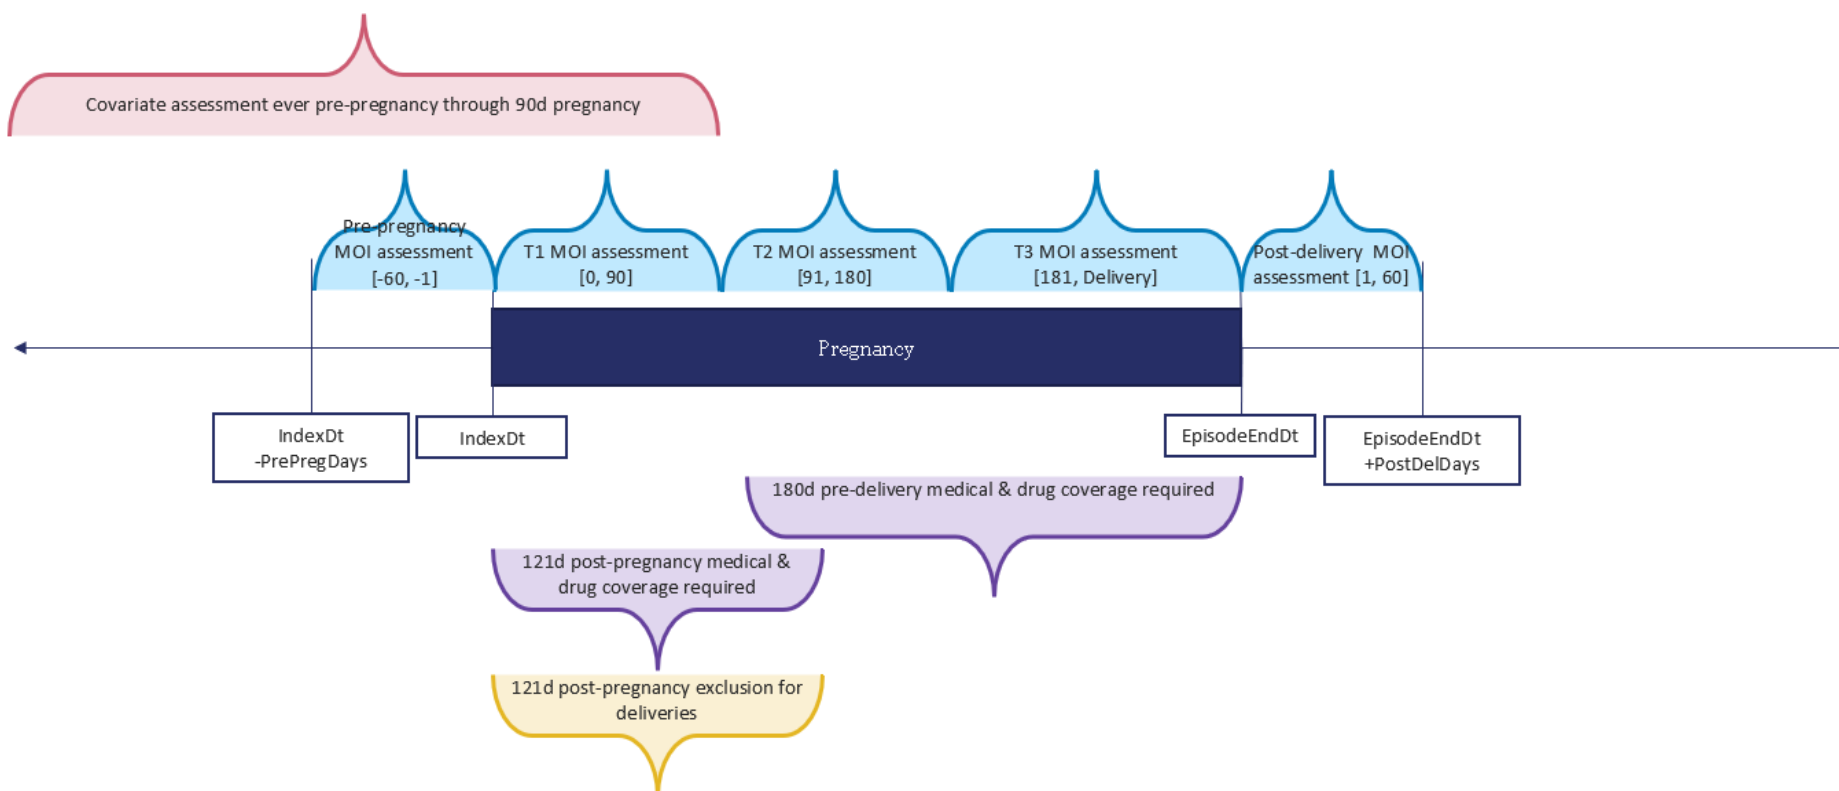 Covariate assessment ever pre-pregnancy through 90d pregnancy
Pre-pregnancy
MOI assessment
[-60, -1]
T1 MOI assessment
[0, 90]
T2 MOI assessment
[91, 180]
T3 MOI assessment
[181, Delivery]
Post-delivery MOI
assessment [1, 60]
Pregnancy
IndexDt
-PrePregDays
IndexDt
EpisodeEndDt
EpisodeEndDt
+PostDelDays
180d pre-delivery medical & drug coverage required
121d post-pregnancy medical &
drug coverage required
121d post-pregnancy exclusion for
deliveries